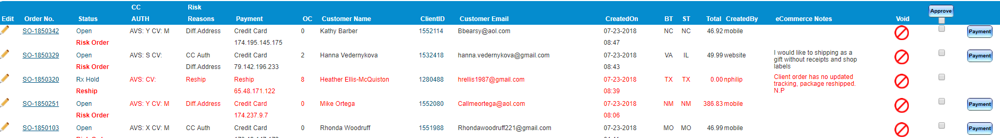 CC Risk Approve
Edit Order No. Status AUTH Reasons Payment OC Customer Name ClientID Customer Email CreatedOn BT ST Total CreatedBy eCommerce Notes Void
SO-1850342 Open AVS: Y CV: M Diff.Address Credit Card 0 Kathy Barber 1552114 Bbearsy@aol.com 07-23-2018 NC NC 46.92 mobile Payment
Risk Order 174.195.145.175 08:47
SO-1850329 Open AVS: S CV: CC Auth Credit Card 2 Hanna Vedernykova 1532418 hanna.vedernykova@gmail.com 07-23-2018 VA IL 49.99 website I would like to shipping as a Payment
gift without receipts and shop
Risk Order Diff.Address 79.142.196.233 08:43 labels
SO-1850320 Rx Hold AVS: CV: Reship Reship 8 Heather Ellis-McQuiston 1280488 hrellis1987@gmail.com 07-23-2018 TX TX 0.00 nphilip Client order has no updated
tracking, package reshipped.
Reship 65.48.171.122 08:39 N.P
SO-1850251 Open AVS: Y CV: M Diff.Address Credit Card 0 Mike Ortega 1552080 Callmeortega@aol.com 07-23-2018 NM NM 386.83 mobile Payment
Risk Order 174.237.9.7 08:06
SO-1850103 Open AVS: X CV: M CC Auth Credit Card 0 Rhonda Woodruff 1551988 Rhondawoodruff221@gmail.com 07-23-2018 MO MO 46.99 mobile Payment